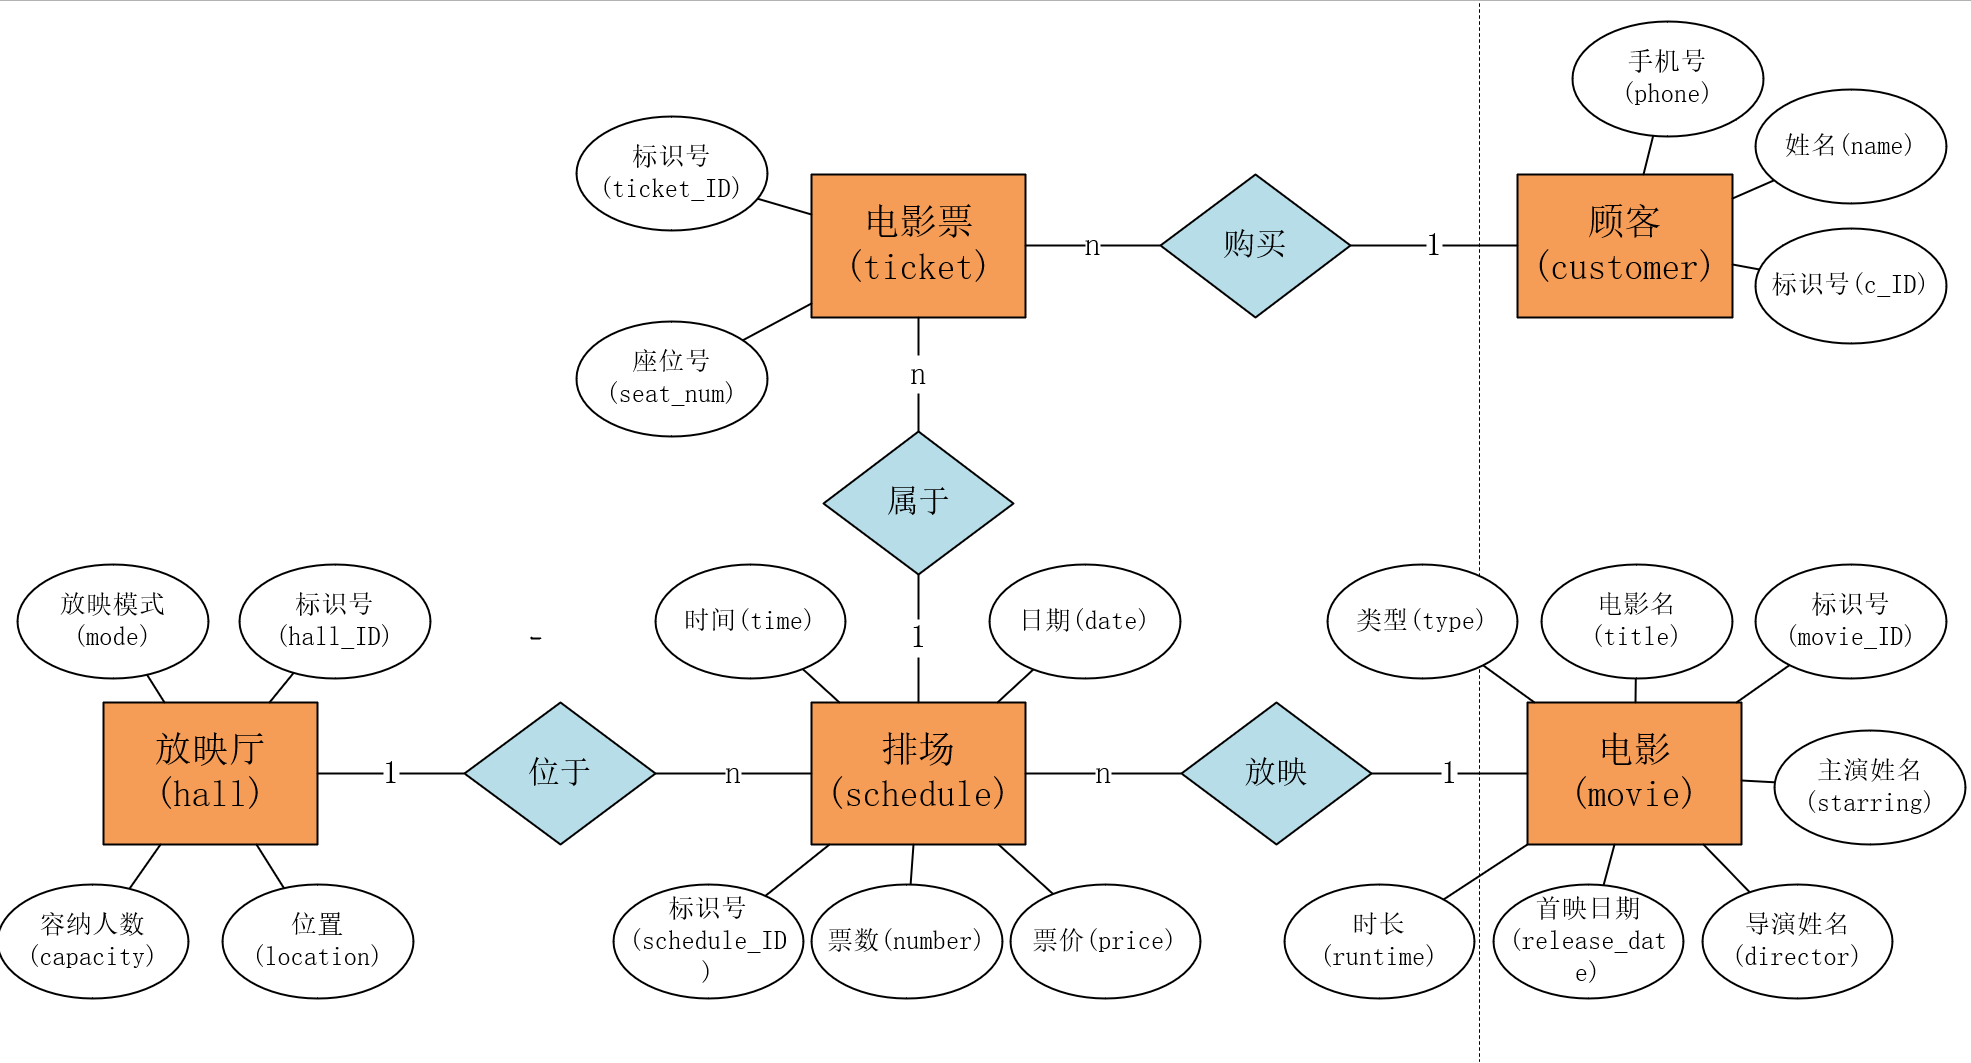 手机号
(phone)
姓名(name)
标识号(c_ID)
标识号
(ticket_ID)
电影票
(ticket)
n
购买
1
顾客
(customer)
座位号
(seat_num)
n
属于
1
放映模式
(mode)
标识号
(hall_ID)
-
时间(time)
日期(date)
类型(type)
电影名
(title)
标识号
(movie_ID)
放映厅
(hall)
1
位于
n
排场
(schedule)
n
放映
1
电影
(movie)
主演姓名
(starring)
容纳人数
(capacity)
位置
(location)
标识号
(schedule_ID
)
票数(number)
票价(price)
时长
(runtime)
首映日期
(release_dat
e)
导演姓名
(director)